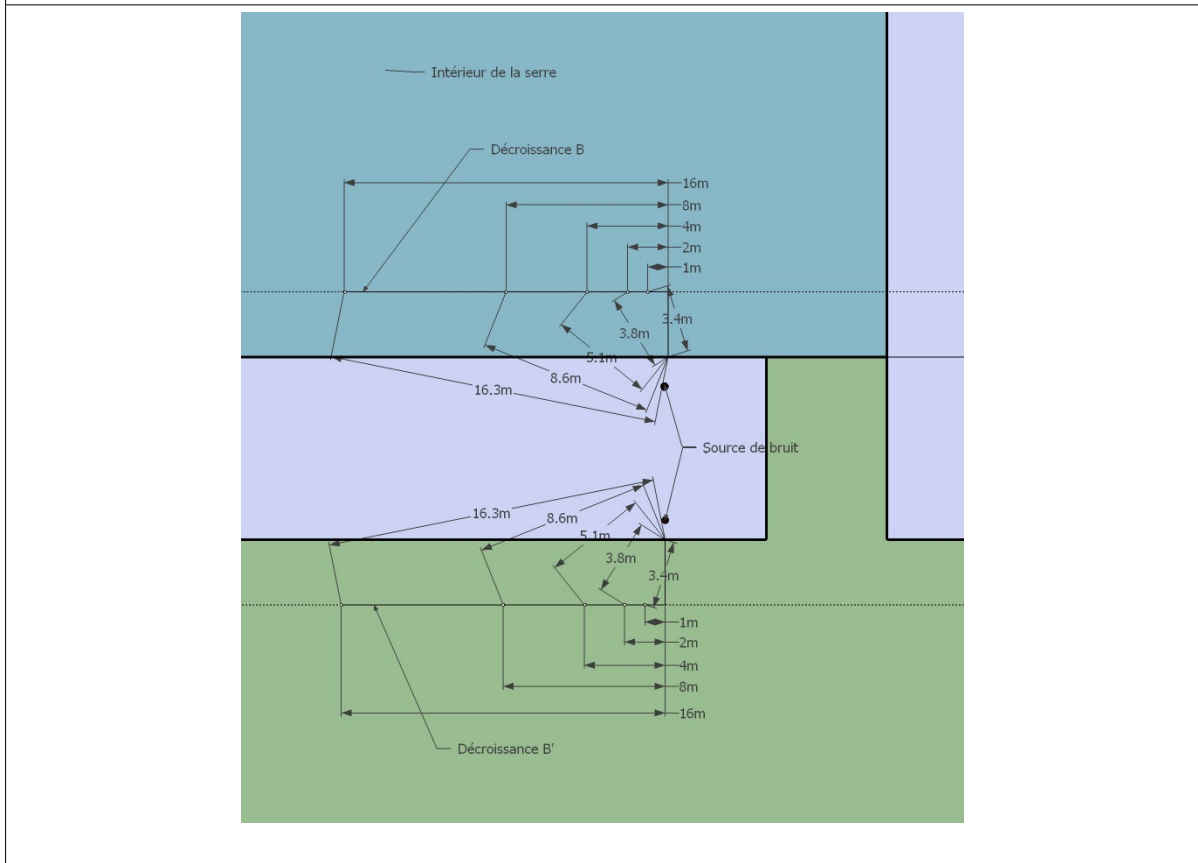 Intérieur de la serre
Décroissance B
16m
8m
4m
2m
1m
3.4m
3.8m
5.1m
8.6m
16.3m
Source de bruit
16.3m
8.6m
5.1m
3.8m
3.4m
1m
2m
4m
8m
16m
Décroissance B'